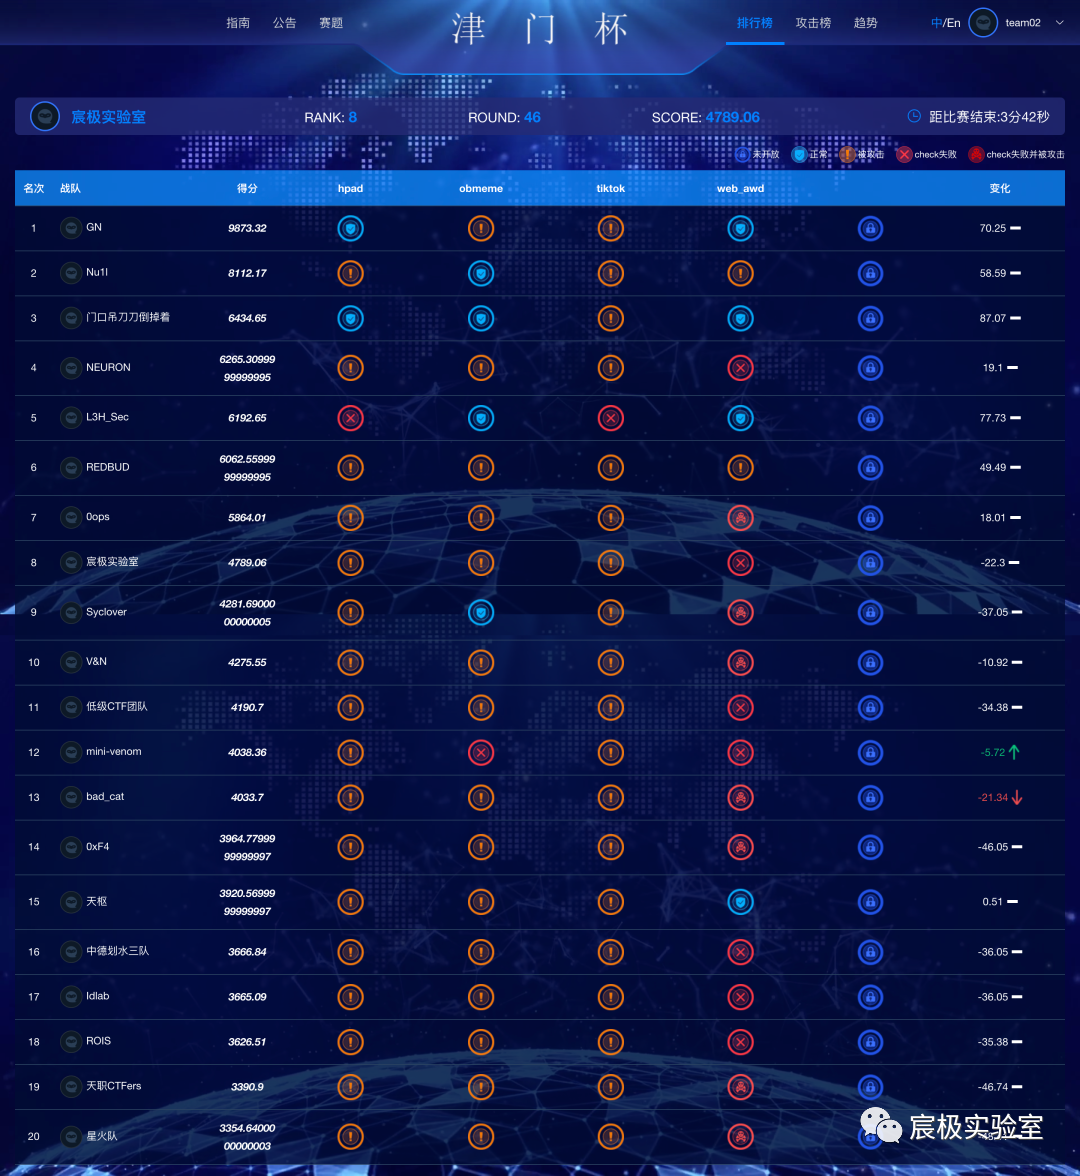 指南 公告 赛题 津门杯 排行榜 攻击榜 趋势 中/En team02
宸极实验室 RANK: 8 ROUND: 46 SCORE: 4789.06 距比赛结束:3分42秒
未开放 正常 被攻击 check失败 check失败并被攻击
名次 战队 得分 hpad obmeme tiktok web_awd 变化
1 GN 9873.32 70.25
2 Nu1l 8112.17 58.59
3 门口吊刀刀倒掉着 6434.65 87.07
4 NEURON 6265.30999 19.1
99999995
5 L3H_Sec 6192.65 77.73
6 REDBUD 6062.55999 49.49
99999995
7 0ops 5864.01 18.01
8 宸极实验室 4789.06 -22.3
9 Syclover 4281.69000 -37.05
00000005
10 V&N 4275.55 -10.92
11 低级CTF团队 4190.7 -34.38
12 mini-venom 4038.36 -5.72
13 bad_cat 4033.7 -21.34
14 0xF4 3964.77999 -46.05
99999997
15 天枢 3920.56999 0.51
99999997
16 中德划水三队 3666.84 -36.05
17 Idlab 3665.09 -36.05
18 ROIS 3626.51 -35.38
19 天职CTFers 3390.9 -46.74
20 星火队 3354.64000
00000003
宸极实验室